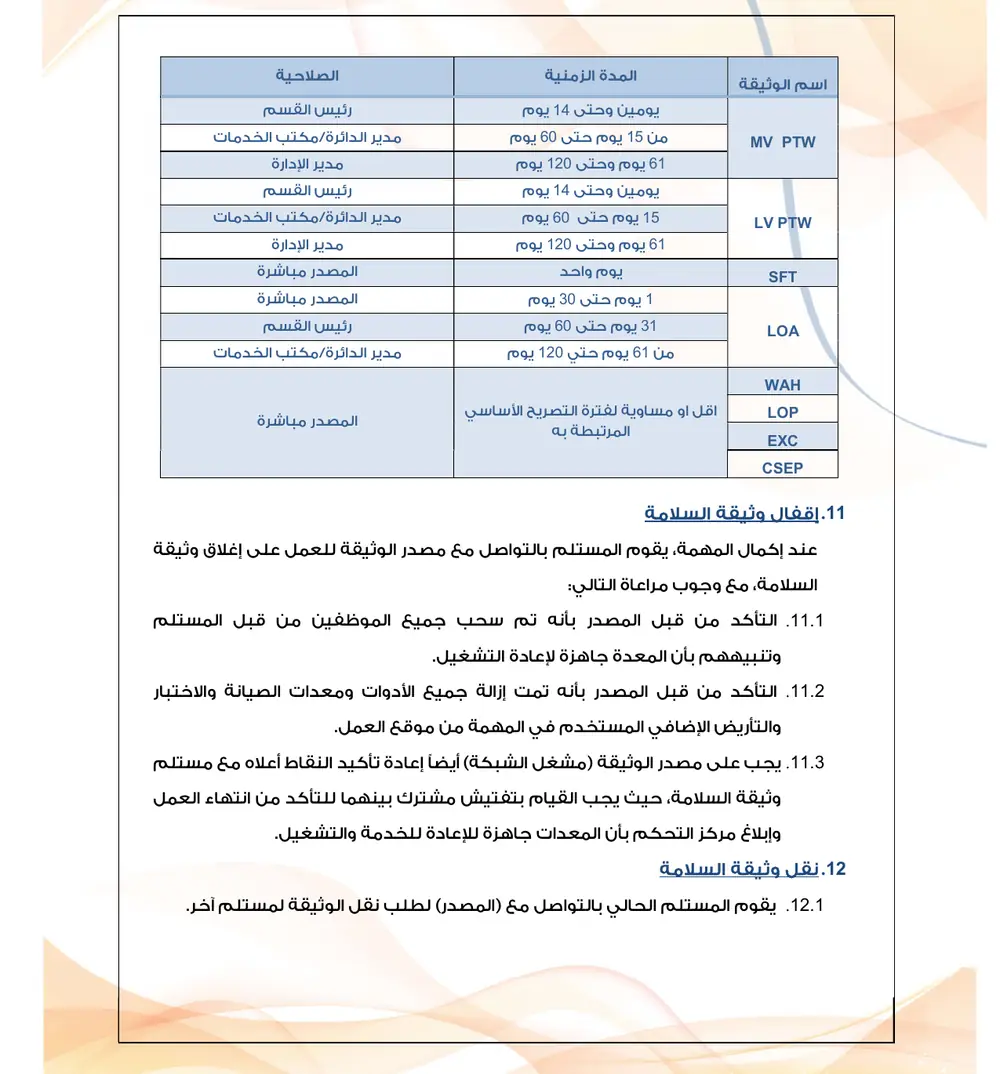 اسم الوثيقة المدة الزمنية الصلاحية
MV PTW يومين وحتى 14 يوم رئيس القسم
من 15 يوم حتى 60 يوم مدير الدائرة/مكتب الخدمات
61 يوم وحتى 120 يوم مدير الإدارة
LV PTW يومين وحتى 14 يوم رئيس القسم
15 يوم حتى 60 يوم مدير الدائرة/مكتب الخدمات
61 يوم وحتى 120 يوم مدير الإدارة
SFT يوم واحد المصدر مباشرة
LOA 1 يوم حتى 30 يوم المصدر مباشرة
31 يوم حتى 60 يوم رئيس القسم
من 61 يوم حتي 120 يوم مدير الدائرة/مكتب الخدمات
WAH
LOP
EXC
CSEP
اقل او مساوية لفترة التصريح الأساسي
المرتبطة به
المصدر مباشرة
11. إقفال وثيقة السلامة
عند إكمال المهمة، يقوم المستلم بالتواصل مع مصدر الوثيقة للعمل على إغلاق وثيقة
السلامة، مع وجوب مراعاة التالي:
11.1. التأكد من قبل المصدر بأنه تم سحب جميع الموظفين من قبل المستلم
وتنبيههم بأن المعدة جاهزة لإعادة التشغيل.
11.2. التأكد من قبل المصدر بأنه تمت إزالة جميع الأدوات ومعدات الصيانة والاختبار
والتأريض الإضافي المستخدم في المهمة من موقع العمل.
11.3. يجب على مصدر الوثيقة (مشغل الشبكة) أيضاً إعادة تأكيد النقاط أعلاه مع مستلم
وثيقة السلامة، حيث يجب القيام بتفتيش مشترك بينهما للتأكد من انتهاء العمل
وإبلاغ مركز التحكم بأن المعدات جاهزة للإعادة للخدمة والتشغيل.
12. نقل وثيقة السلامة
12.1. يقوم المستلم الحالي بالتواصل مع (المصدر) لطلب نقل الوثيقة لمستلم آخر.